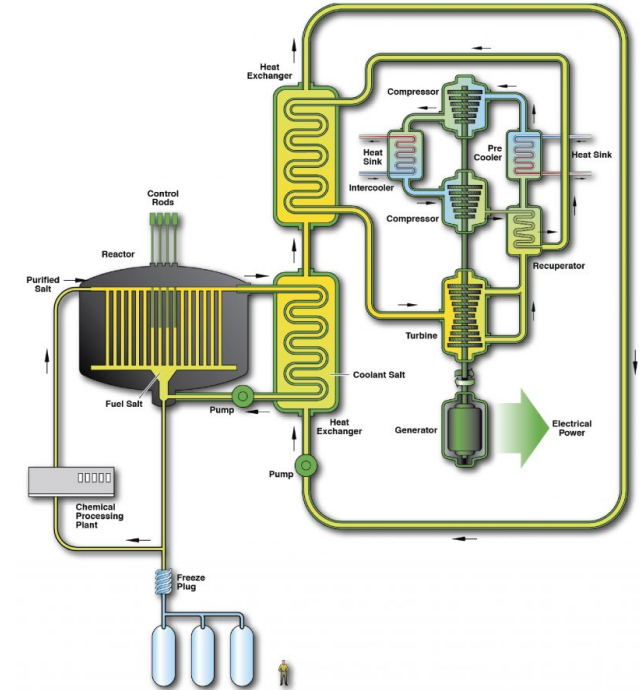 Heat
Exchanger
Compressor
Heat
Sink
Pre
Cooler
Heat Sink
Intercooler
Control
Rods
Compressor
Reactor
Recuperator
Purified
Salt
Turbine
Coolant Salt
Fuel Salt
Pump
Heat
Exchanger
Generator
Electrical
Power
Pump
Chemical
Processing
Plant
Freeze
Plug